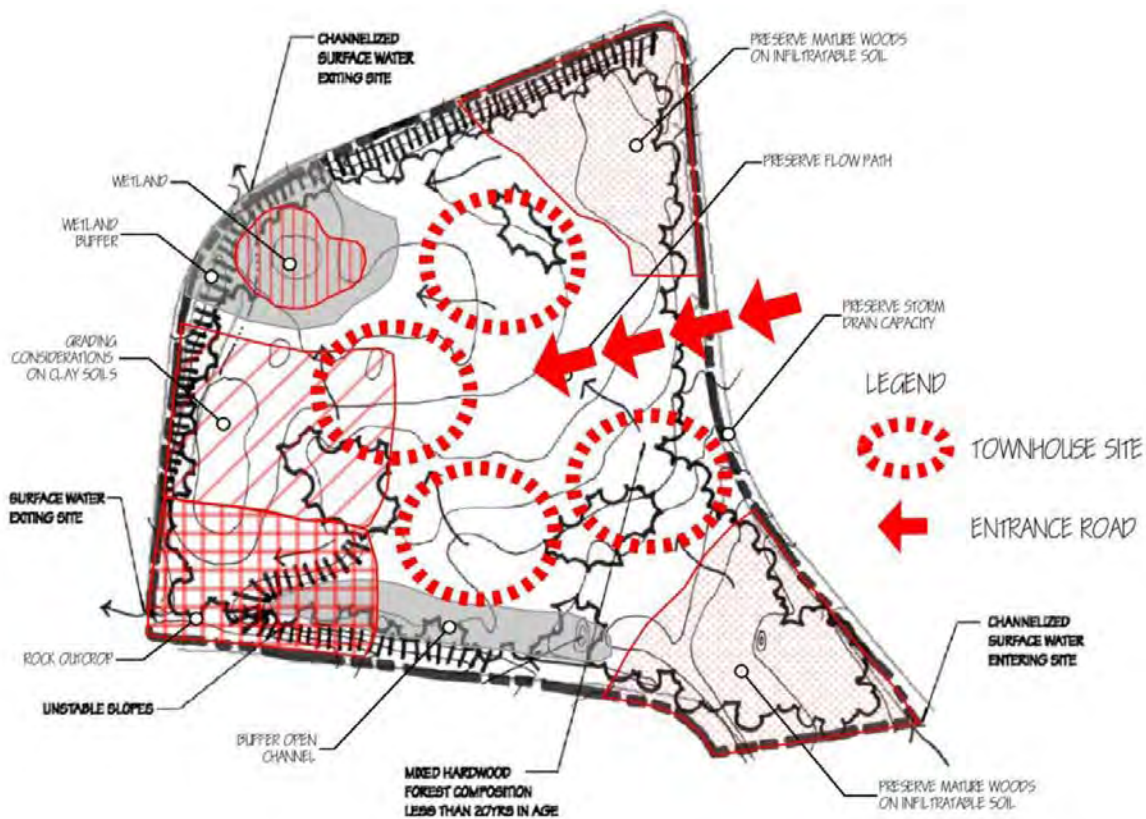 CHANNELIZED
SURFACE WATER
EXITING SITE
PRESERVE MATURE WOODS
ON INFILTRATABLE SOIL
PRESERVE FLOW PATH
WETLAND
WETLAND
BUFFER
GRADING
CONSIDERATIONS
ON CLAY SOILS
PRESERVE STORM
DRAIN CAPACITY
LEGEND
TOWNHOUSE SITE
ENTRANCE ROAD
SURFACE WATER
EXITING SITE
ROCK OUTCROP
UNSTABLE SLOPES
BUFFER OPEN
CHANNEL
MIXED HARDWOOD
FOREST COMPOSITION
LESS THAN 20YRS IN AGE
CHANNELIZED
SURFACE WATER
ENTERING SITE
PRESERVE MATURE WOODS
ON INFILTRATABLE SOIL